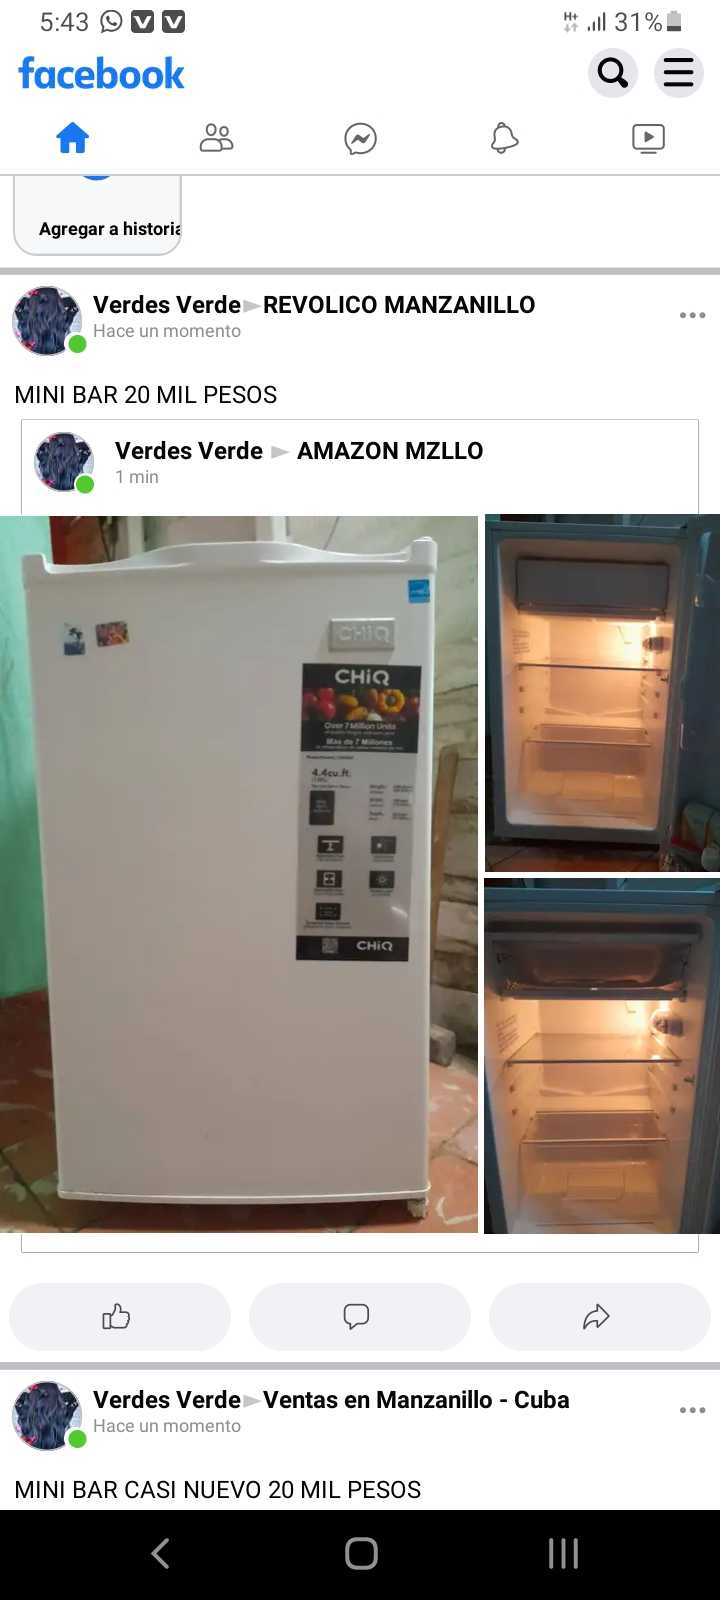 5:43
H+
31%
facebook
Agregar a historia
Verdes Verde ► REVOLICO MANZANILLO
Hace un momento
MINI BAR 20 MIL PESOS
Verdes Verde ► AMAZON MZLLO
1 min
CHiQ
CHiQ
Over 7 Million Units
Más de 7 Millones
4.4cu.ft.
CHiQ
Verdes Verde ► Ventas en Manzanillo - Cuba
Hace un momento
MINI BAR CASI NUEVO 20 MIL PESOS